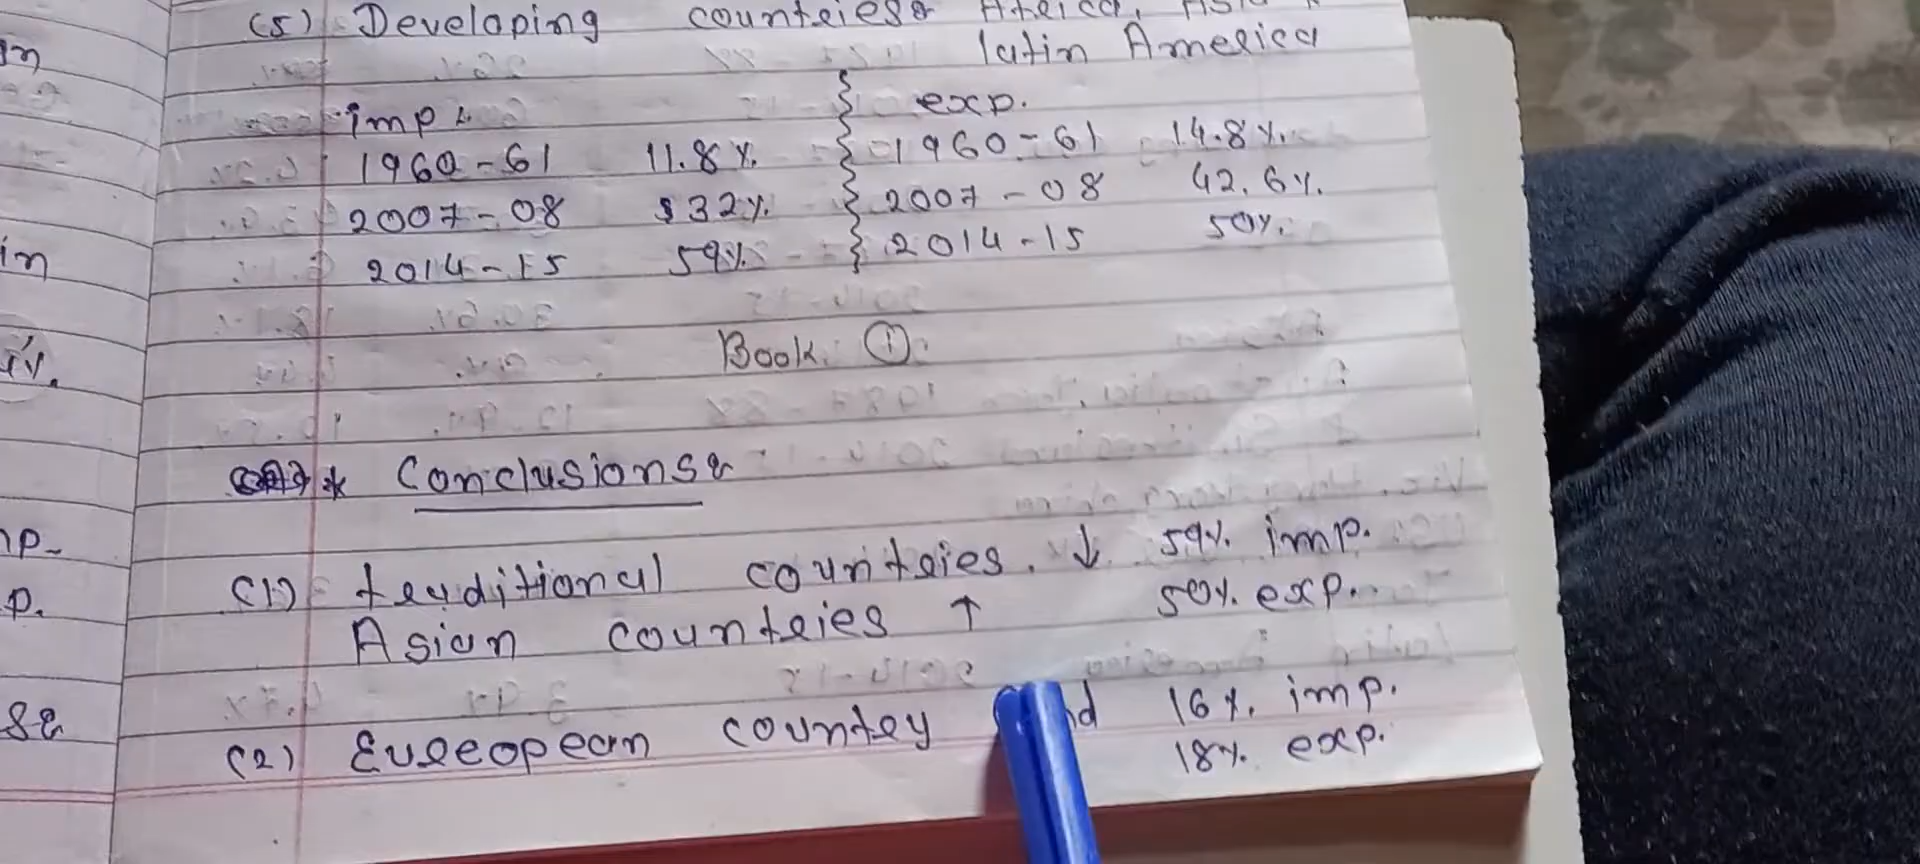 (5) Developing countries: Africa, Asia &
latin America
imp:
exp.
1960-61 11.8%. 1960-61 14.8%.
2007-08 32%. 2007-08 42.6%.
2014-15 59%. 2014-15 50%.
Book. ①
* Conclusions:
(1) traditional countries. ↓ 59%. imp.
Asian countries ↑ 50%. exp.
(2) European country 16%. imp.
18%. exp.
in
p.